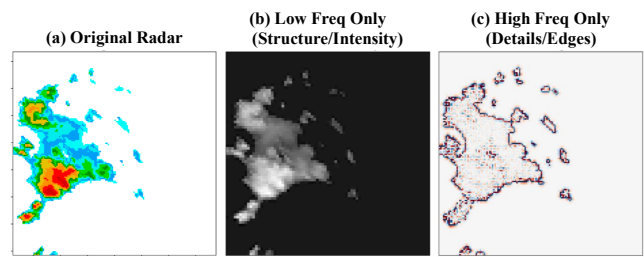 (a) Original Radar
(b) Low Freq Only
(Structure/Intensity)
(c) High Freq Only
(Details/Edges)